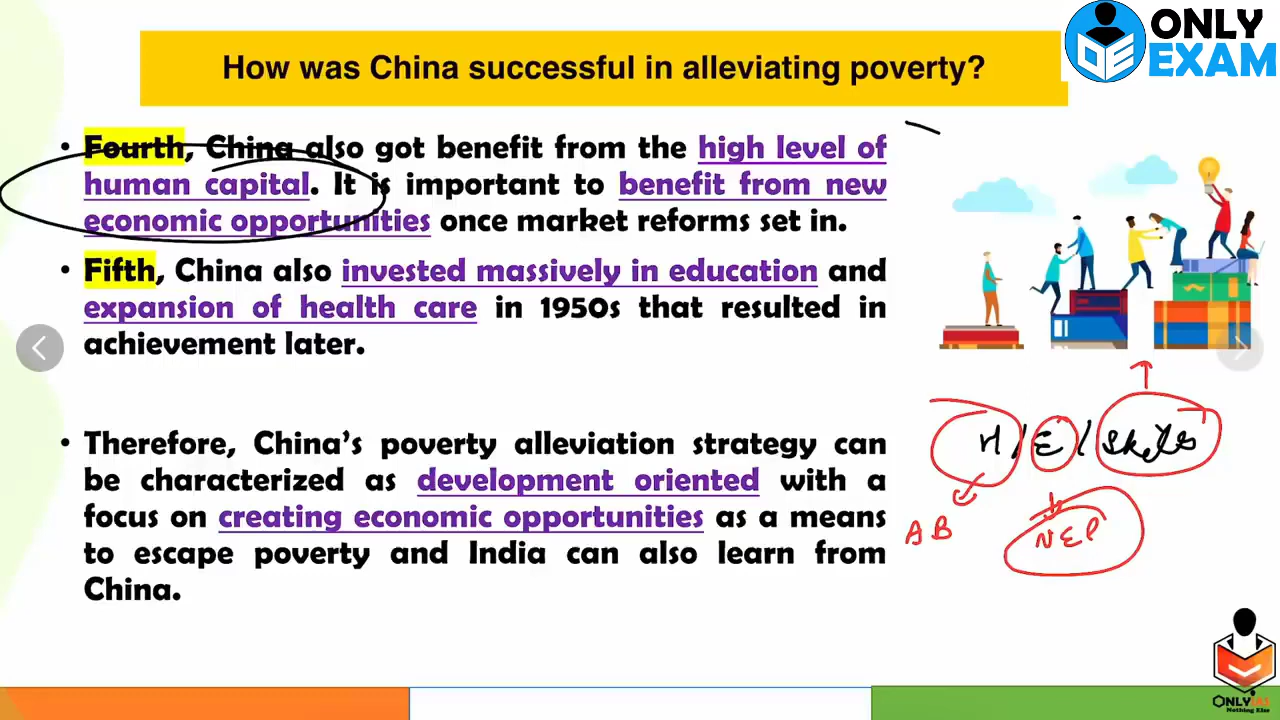 ONLY
EXAM
How was China successful in alleviating poverty?
• Fourth, China also got benefit from the high level of
human capital. It is important to benefit from new
economic opportunities once market reforms set in.
• Fifth, China also invested massively in education and
expansion of health care in 1950s that resulted in
achievement later.
H / E / Skills
AB
NEP
• Therefore, China's poverty alleviation strategy can
be characterized as development oriented with a
focus on creating economic opportunities as a means
to escape poverty and India can also learn from
China.
ONLYIAS
Nothing Else